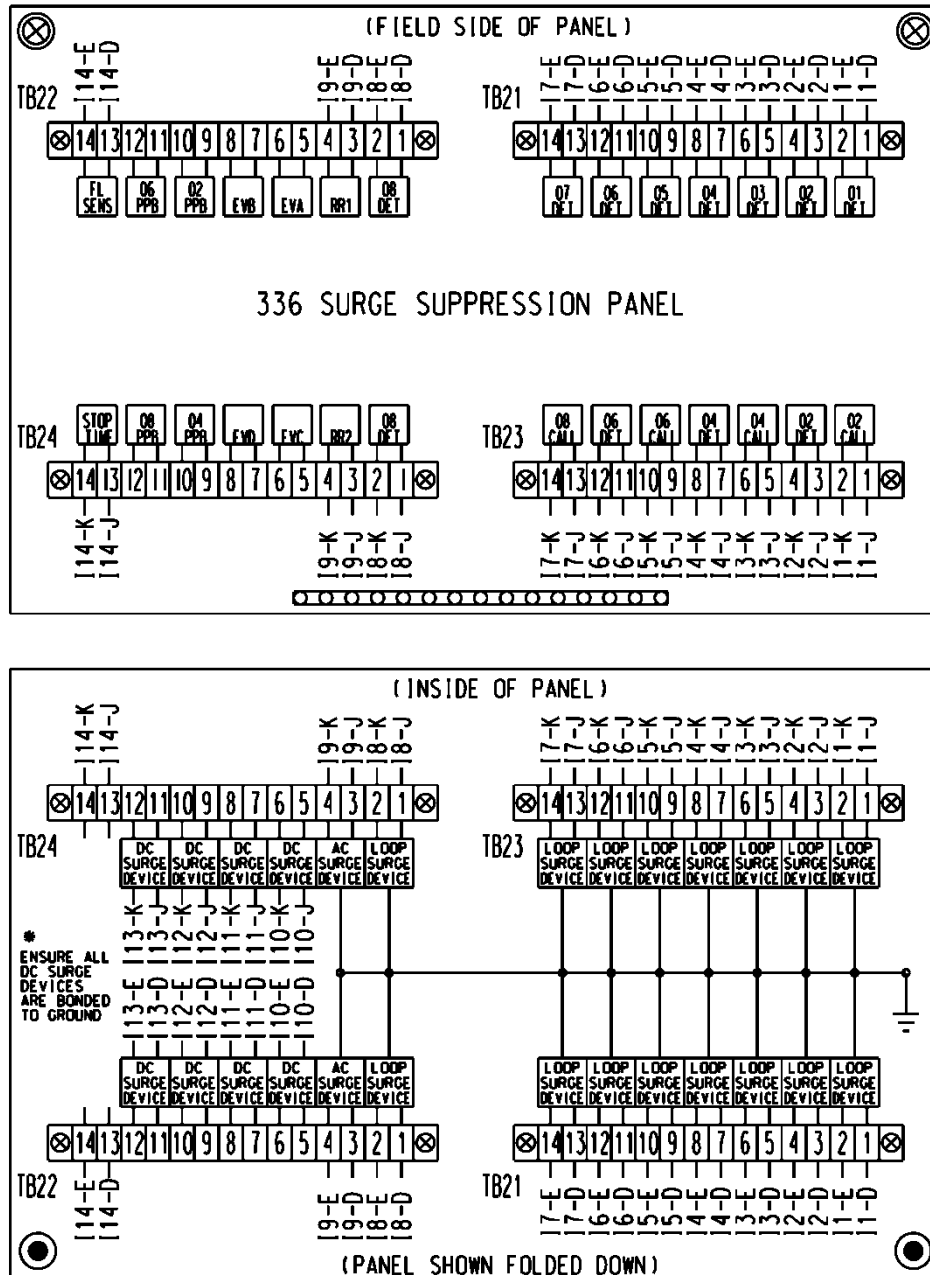 (FIELD SIDE OF PANEL)
I14-E I14-D I9-E I9-D I8-E I8-D
TB22
14 13 12 11 10 9 8 7 6 5 4 3 2 1
FL SENS 06 PPB 02 PPB EVB EVA RR1 08 DET
I7-E I7-D I6-E I6-D I5-E I5-D I4-E I4-D I3-E I3-D I2-E I2-D I1-E I1-D
TB21
14 13 12 11 10 9 8 7 6 5 4 3 2 1
07 DET 06 DET 05 DET 04 DET 03 DET 02 DET 01 DET
336 SURGE SUPPRESSION PANEL
STOP TIME 08 PPB 04 PPB EVD EVC RR2 08 DET
TB24
14 13 12 11 10 9 8 7 6 5 4 3 2 1
I14-K I14-J I9-K I9-J I8-K I8-J
08 CALL 06 DET 06 CALL 04 DET 04 CALL 02 DET 02 CALL
TB23
14 13 12 11 10 9 8 7 6 5 4 3 2 1
I7-K I7-J I6-K I6-J I5-K I5-J I4-K I4-J I3-K I3-J I2-K I2-J I1-K I1-J
(INSIDE OF PANEL)
I14-K I14-J I9-K I9-J I8-K I8-J
14 13 12 11 10 9 8 7 6 5 4 3 2 1
TB24
DC SURGE DEVICE DC SURGE DEVICE DC SURGE DEVICE DC SURGE DEVICE AC SURGE DEVICE LOOP SURGE DEVICE
I13-K I13-J I12-K I12-J I11-K I11-J I10-K I10-J
I7-K I7-J I6-K I6-J I5-K I5-J I4-K I4-J I3-K I3-J I2-K I2-J I1-K I1-J
14 13 12 11 10 9 8 7 6 5 4 3 2 1
TB23
LOOP SURGE DEVICE LOOP SURGE DEVICE LOOP SURGE DEVICE LOOP SURGE DEVICE LOOP SURGE DEVICE LOOP SURGE DEVICE LOOP SURGE DEVICE
*
ENSURE ALL
DC SURGE
DEVICES
ARE BONDED
TO GROUND
I13-E I13-D I12-E I12-D I11-E I11-D I10-E I10-D
DC SURGE DEVICE DC SURGE DEVICE DC SURGE DEVICE DC SURGE DEVICE AC SURGE DEVICE LOOP SURGE DEVICE
14 13 12 11 10 9 8 7 6 5 4 3 2 1
TB22
I14-E I14-D I9-E I9-D I8-E I8-D
LOOP SURGE DEVICE LOOP SURGE DEVICE LOOP SURGE DEVICE LOOP SURGE DEVICE LOOP SURGE DEVICE LOOP SURGE DEVICE LOOP SURGE DEVICE
14 13 12 11 10 9 8 7 6 5 4 3 2 1
TB21
I7-E I7-D I6-E I6-D I5-E I5-D I4-E I4-D I3-E I3-D I2-E I2-D I1-E I1-D
(PANEL SHOWN FOLDED DOWN)